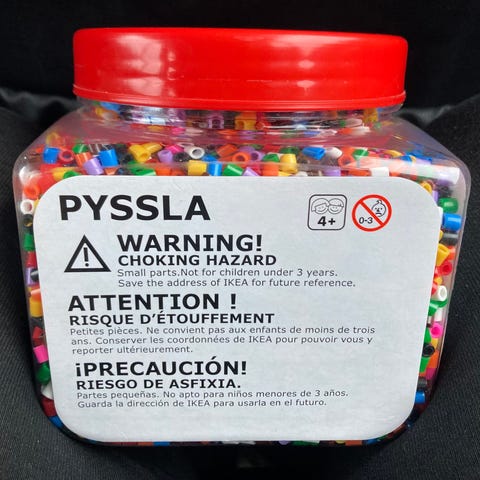 PYSSLA
4+
0-3
WARNING!
CHOKING HAZARD
Small parts.Not for children under 3 years.
Save the address of IKEA for future reference.
ATTENTION !
RISQUE D’ÉTOUFFEMENT
Petites pièces. Ne convient pas aux enfants de moins de trois
ans. Conserver les coordonnées de IKEA pour pouvoir vous y
reporter ultérieurement.
¡PRECAUCIÓN!
RIESGO DE ASFIXIA.
Partes pequeñas. No apto para niños menores de 3 años.
Guarda la dirección de IKEA para usarla en el futuro.